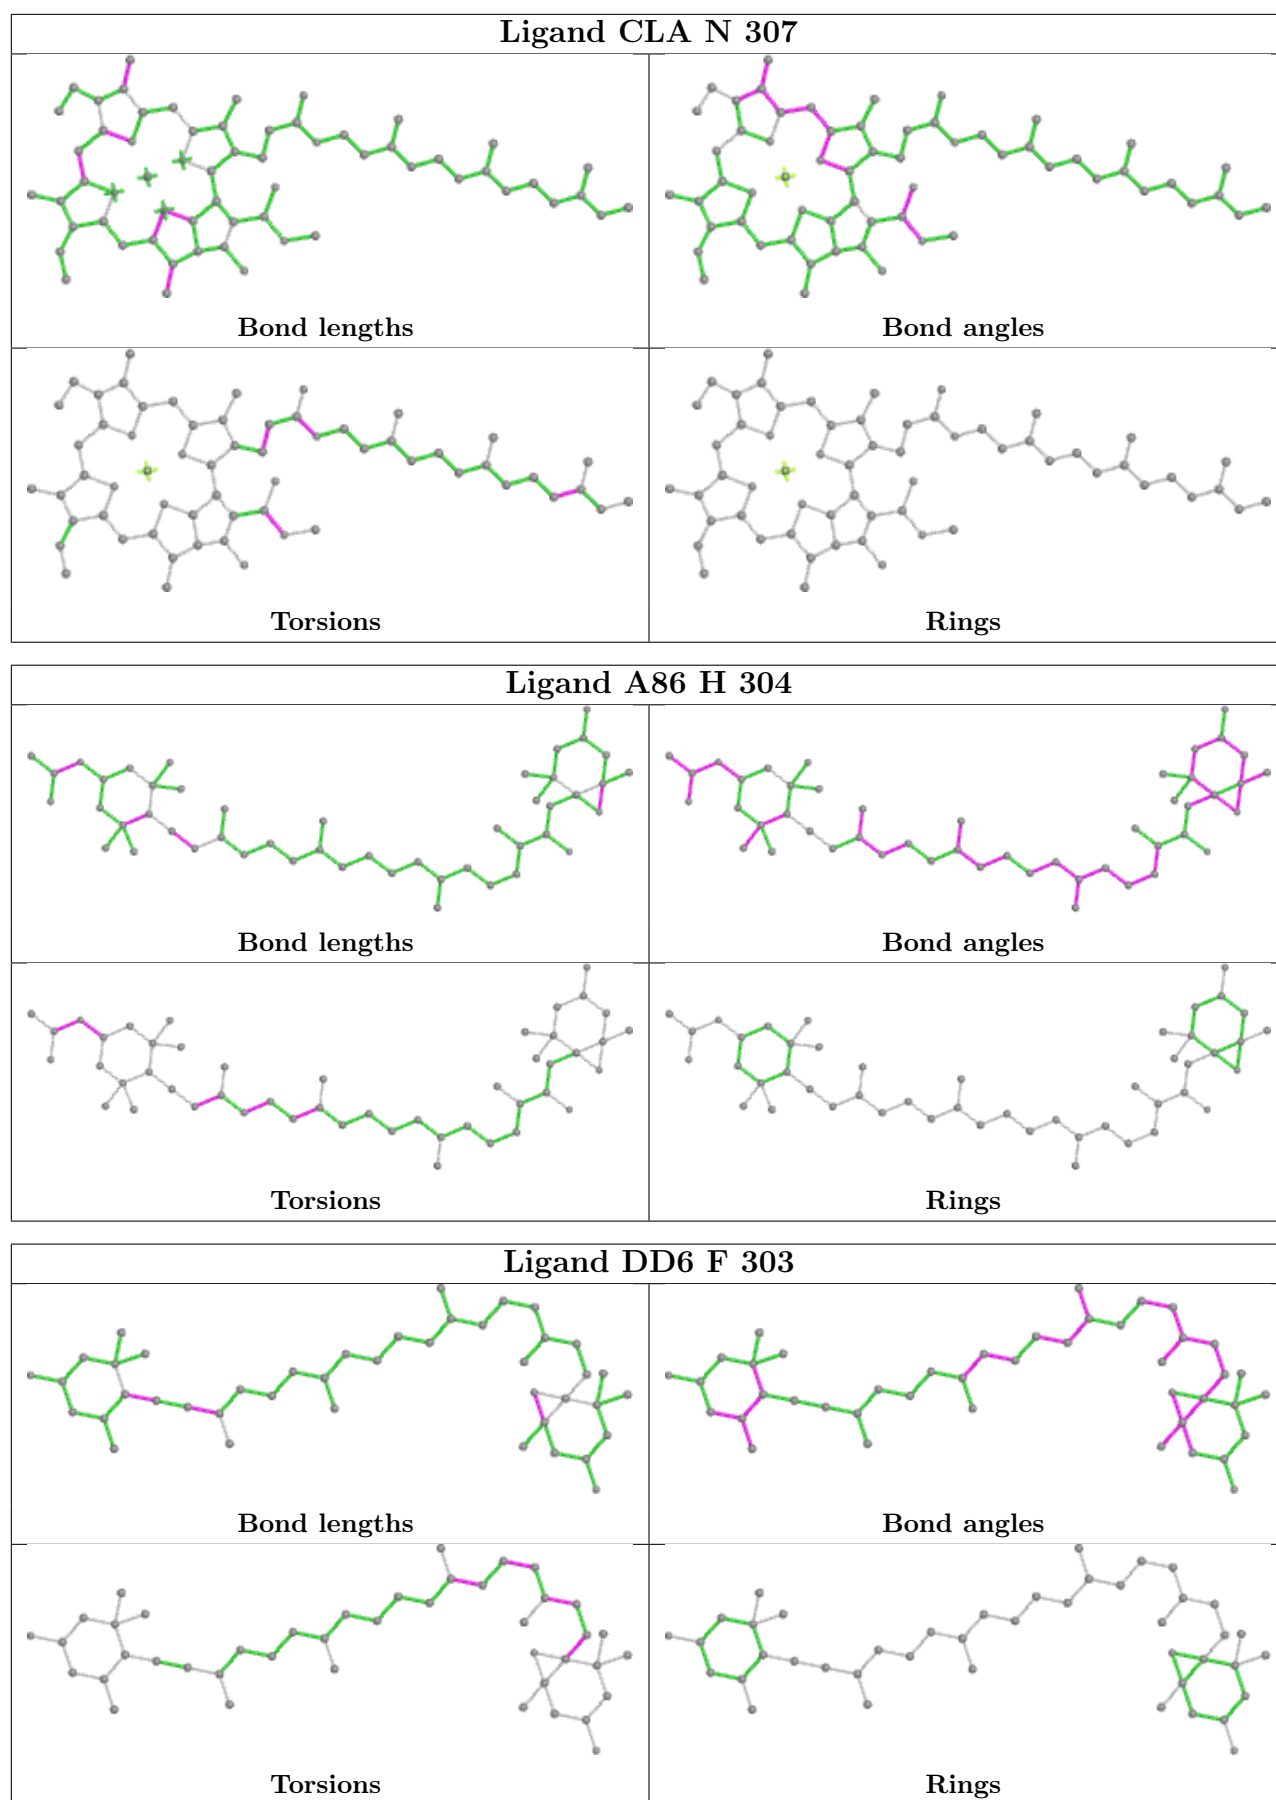 Ligand CLA N 307
Bond lengths
Bond angles
Torsions
Rings
Ligand A86 H 304
Bond lengths
Bond angles
Torsions
Rings
Ligand DD6 F 303
Bond lengths
Bond angles
Torsions
Rings